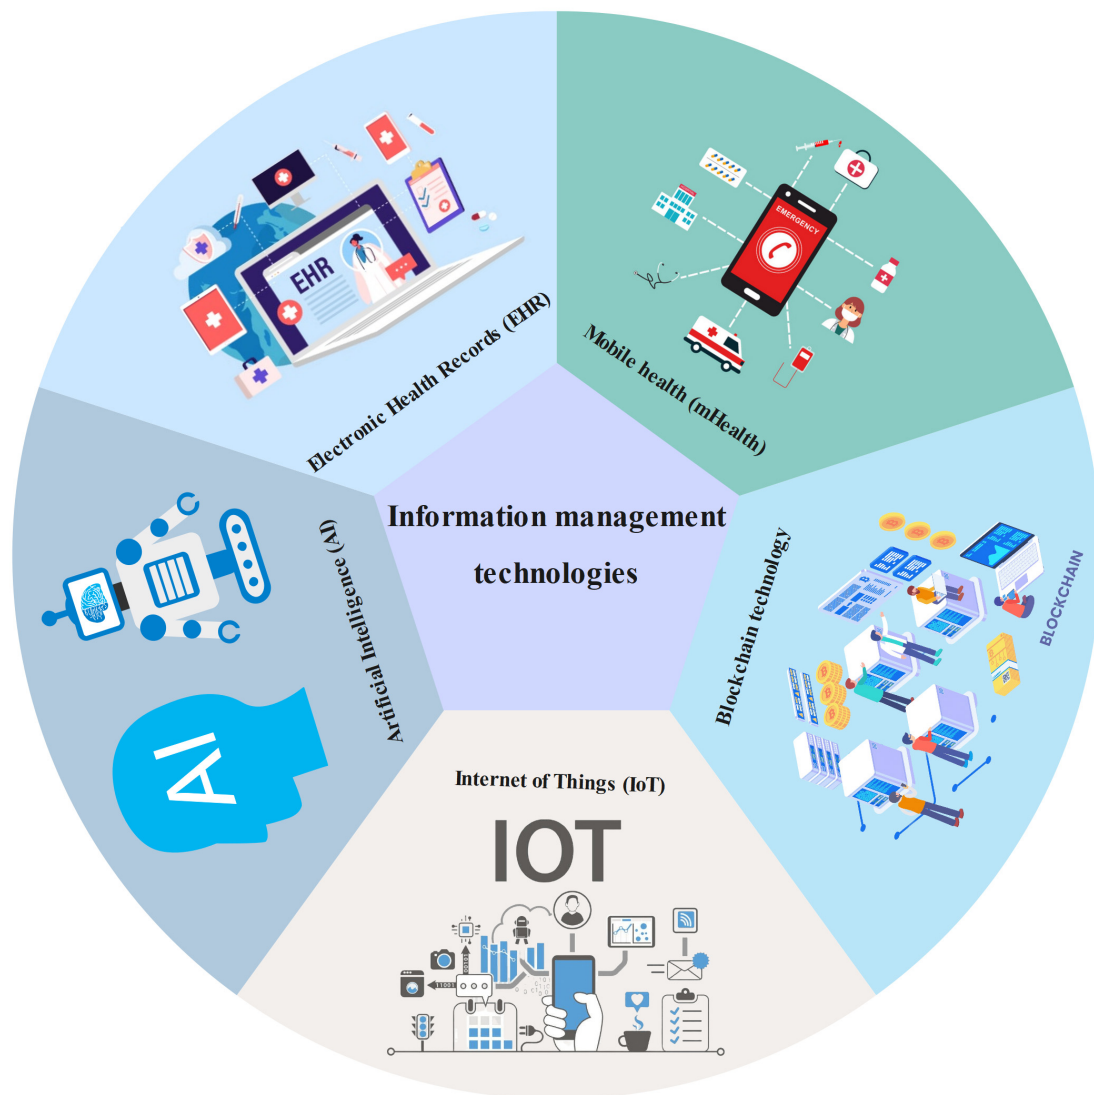 EHR
Electronic Health Records (EHR)
EMERGENCY
Mobile health (mHealth)
Information management
technologies
Artificial Intelligence (AI)
AI
Blockchain technology
BLOCKCHAIN
Internet of Things (IoT)
IOT